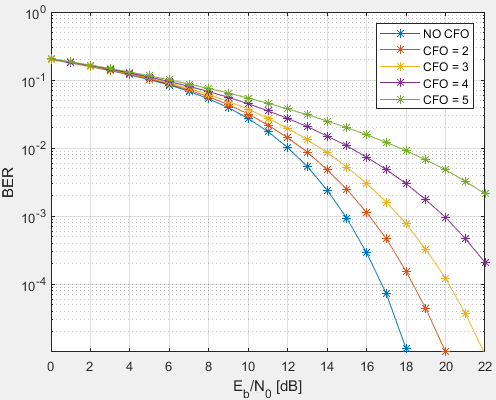 10^0
10^-1
10^-2
10^-3
10^-4
BER
0 2 4 6 8 10 12 14 16 18 20 22
E_b/N_0 [dB]
NO CFO
CFO = 2
CFO = 3
CFO = 4
CFO = 5